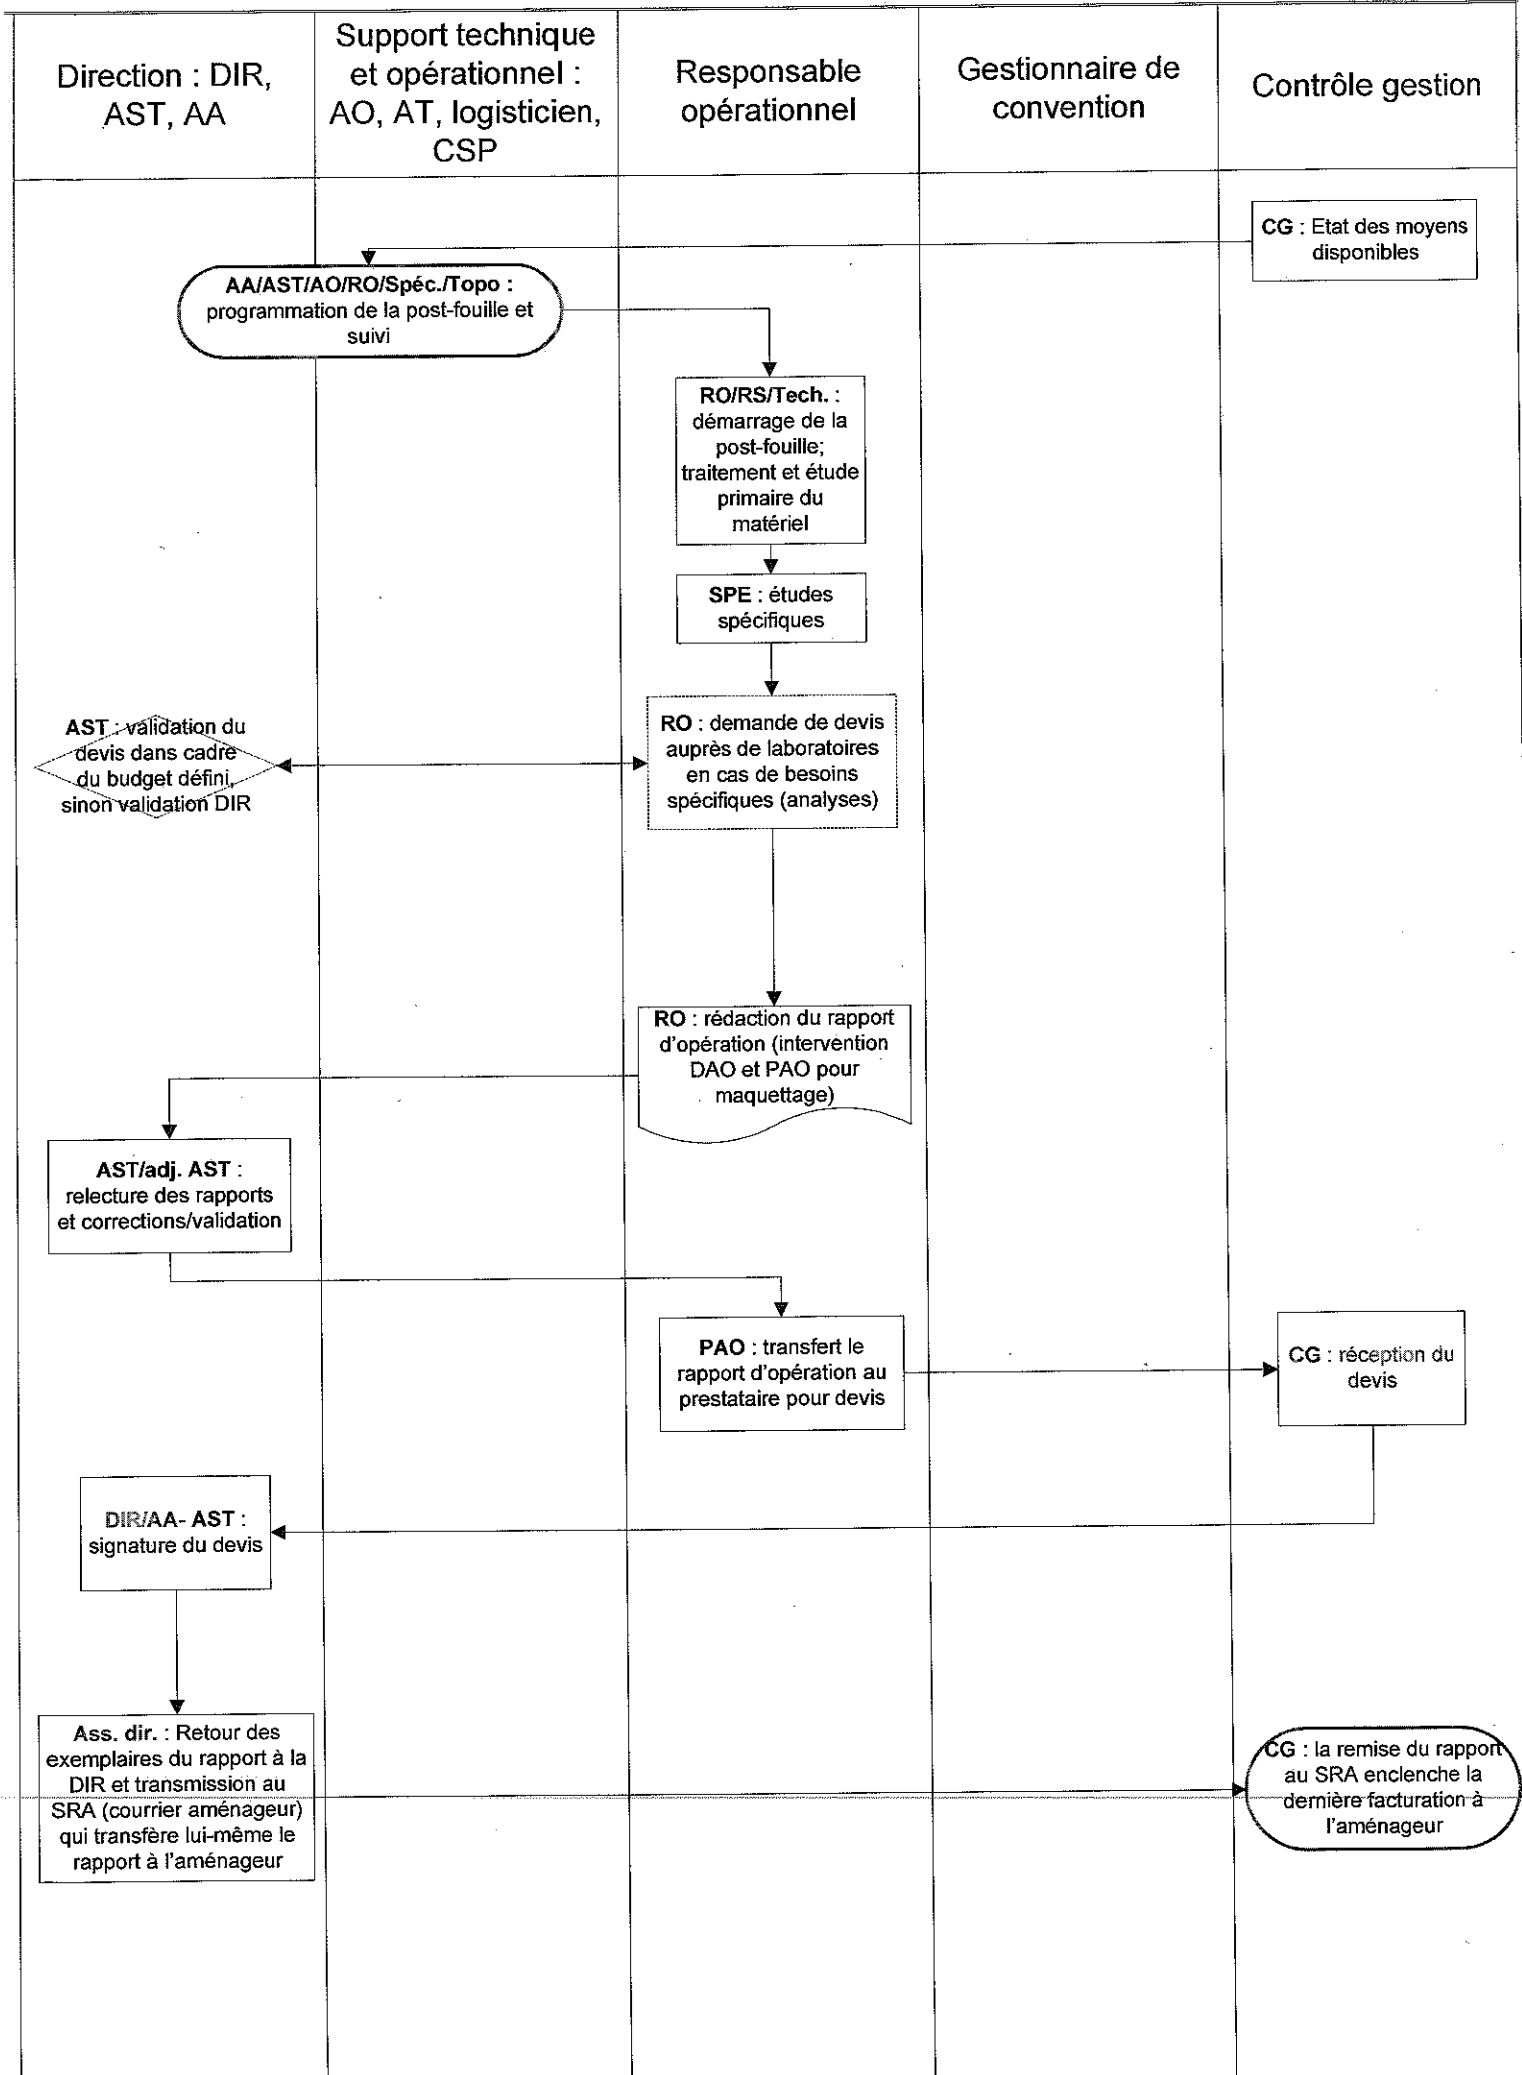 Direction : DIR,
AST, AA
Support technique
et opérationnel :
AO, AT, logisticien,
CSP
Responsable
opérationnel
Gestionnaire de
convention
Contrôle gestion
CG : Etat des moyens
disponibles
AA/AST/AO/RO/Spéc./Topo :
programmation de la post-fouille et
suivi
RO/RS/Tech. :
démarrage de la
post-fouille;
traitement et étude
primaire du
matériel
SPE : études
spécifiques
AST : validation du
devis dans cadre
du budget défini,
sinon validation DIR
RO : demande de devis
auprès de laboratoires
en cas de besoins
spécifiques (analyses)
RO : rédaction du rapport
d'opération (intervention
DAO et PAO pour
maquettage)
AST/adj. AST :
relecture des rapports
et corrections/validation
PAO : transfert le
rapport d'opération au
prestataire pour devis
CG : réception du
devis
DIR/AA- AST :
signature du devis
Ass. dir. : Retour des
exemplaires du rapport à la
DIR et transmission au
SRA (courrier aménageur)
qui transfère lui-même le
rapport à l'aménageur
CG : la remise du rapport
au SRA enclenche la
dernière facturation à
l'aménageur